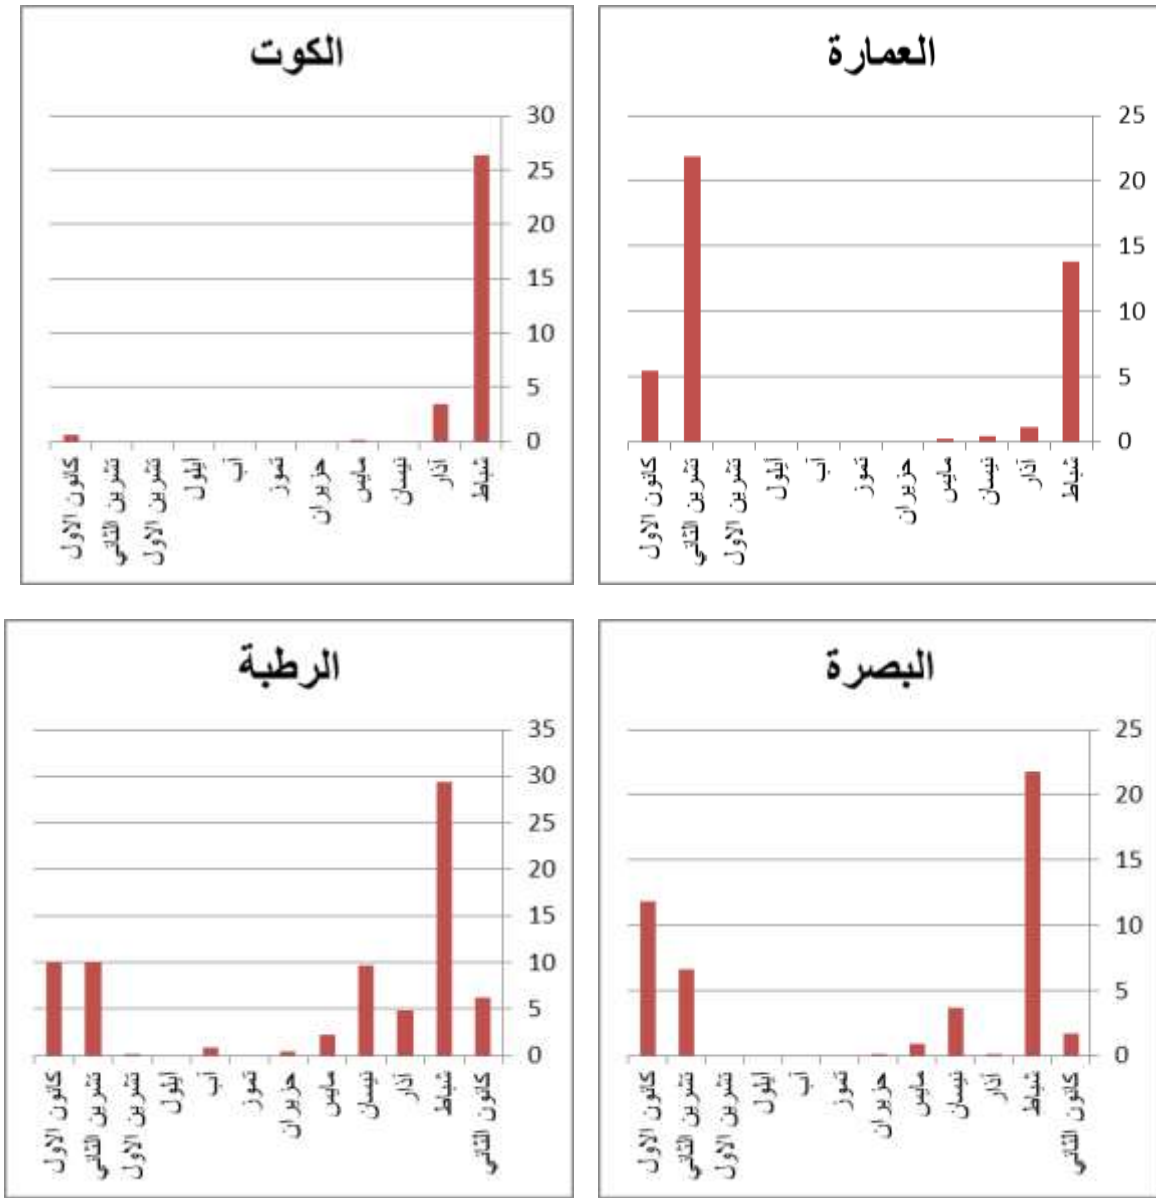 العمارة
25
20
15
10
5
0
شباط
آذار
نيسان
مايس
حزيران
تموز
آب
أيلول
تشرين الاول
تشرين الثاني
كانون الاول
الكوت
30
25
20
15
10
5
0
شباط
آذار
نيسان
مايس
حزيران
تموز
آب
أيلول
تشرين الاول
تشرين الثاني
كانون الاول
البصرة
25
20
15
10
5
0
كانون الثاني
شباط
آذار
نيسان
مايس
حزيران
تموز
آب
أيلول
تشرين الاول
تشرين الثاني
كانون الاول
الرطبة
35
30
25
20
15
10
5
0
كانون الثاني
شباط
آذار
نيسان
مايس
حزيران
تموز
آب
أيلول
تشرين الاول
تشرين الثاني
كانون الاول